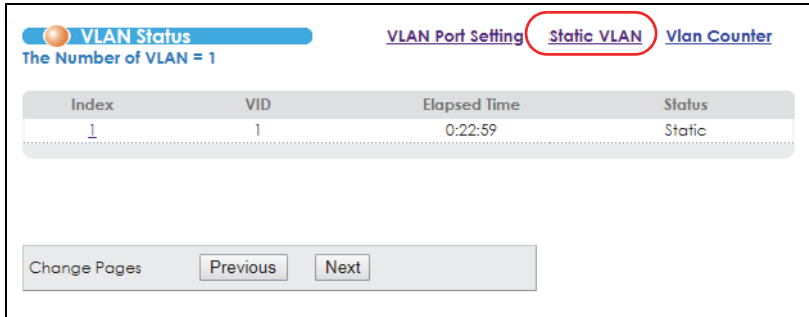 VLAN Status VLAN Port Setting Static VLAN Vlan Counter
The Number of VLAN = 1
Index VID Elapsed Time Status
1 1 0:22:59 Static
Change Pages Previous Next